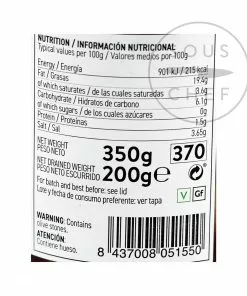 SOUS
CHEF
NUTRITION / INFORMACIÓN NUTRICIONAL
Typical values per 100g / Valores medios por 100g
Energy / Energía 901 kJ / 215 kcal
Fat / Grasas 19.4g
of which saturates / de las cuales saturadas 3.6g
Carbohydrate / Hidratos de carbono 6.1g
of which sugars / de los cuales azúcares 0g
Protein / Proteínas 1.5g
Salt / Sal 3.65g
NET WEIGHT
PESO NETO 350g 370
NET DRAINED WEIGHT
PESO NETO ESCURRIDO 200g e
For batch and best before: see lid
Lote y fecha de consumo preferente: ver tapa
V GF
Warning: Contains
olive stones.
Atención:
8 437008 051550